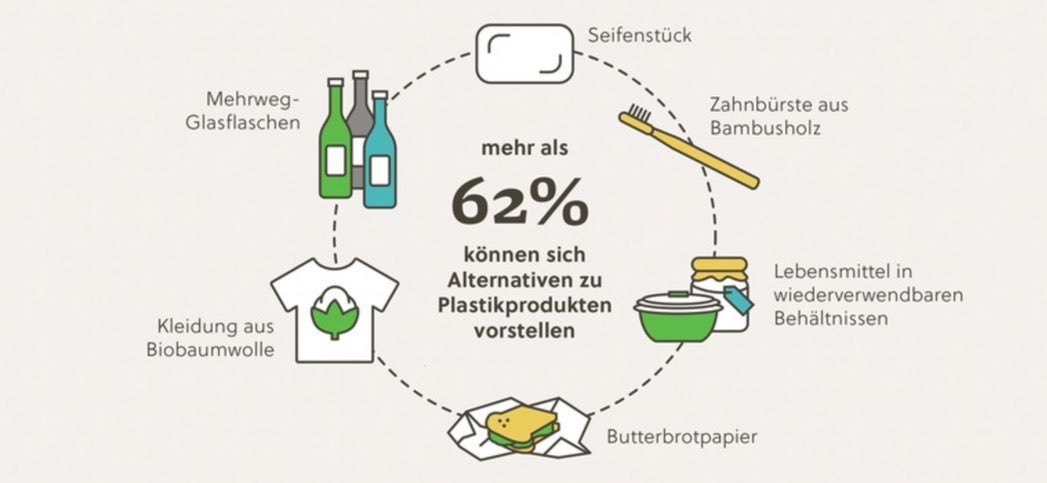 Seifenstück
Zahnbürste aus
Bambusholz
Lebensmittel in
wiederverwendbaren
Behältnissen
Butterbrotpapier
Kleidung aus
Biobaumwolle
Mehrweg-
Glasflaschen
mehr als
62%
können sich
Alternativen zu
Plastikprodukten
vorstellen